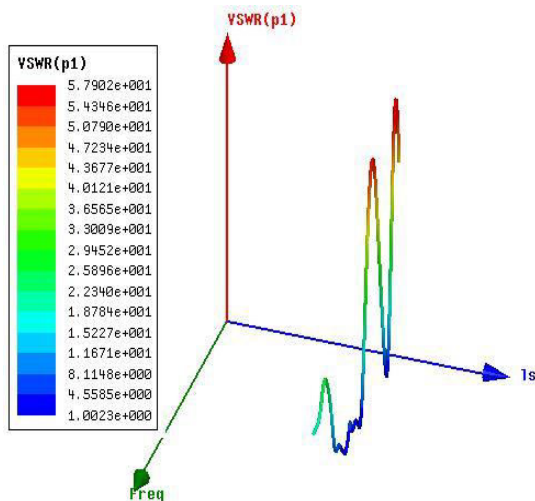 VSWR(p1)
VSWR(p1)
5.7902e+001
5.4346e+001
5.0790e+001
4.7234e+001
4.3677e+001
4.0121e+001
3.6565e+001
3.3009e+001
2.9452e+001
2.5896e+001
2.2340e+001
1.8784e+001
1.5227e+001
1.1671e+001
8.1148e+000
4.5585e+000
1.0023e+000
ls
Freq